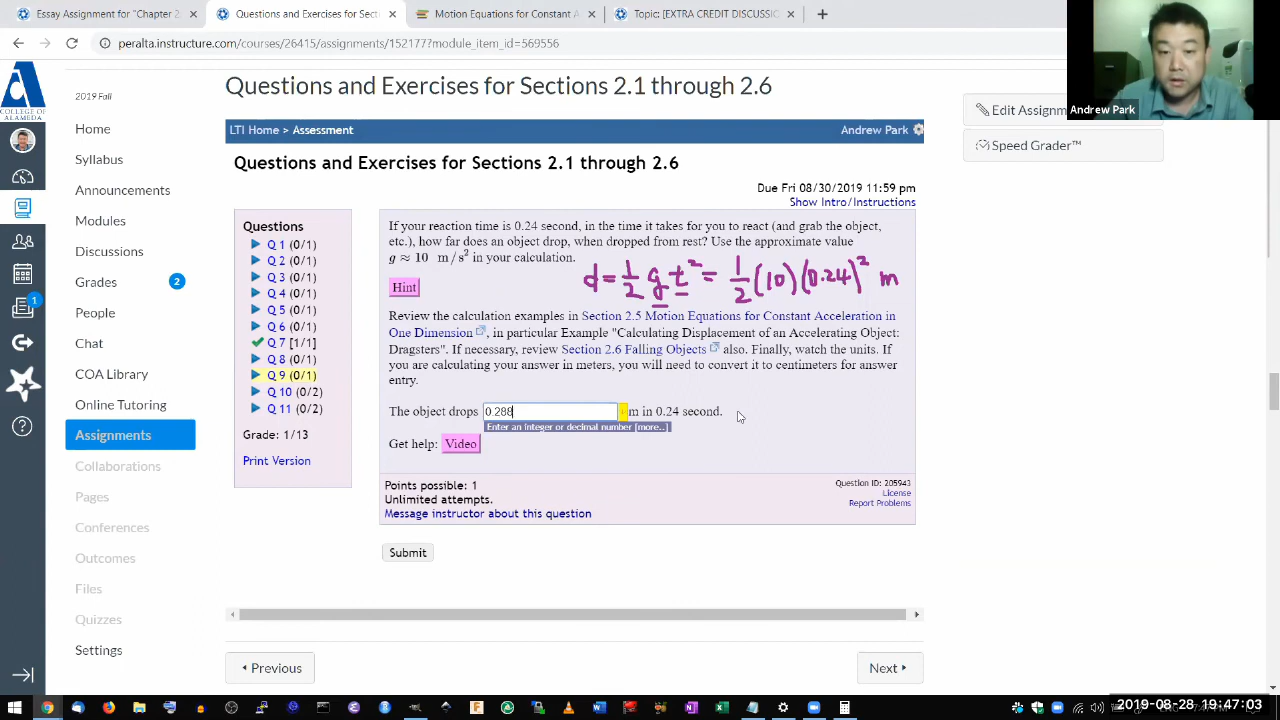 Essay Assignments for "Chapter 2
Questions and Exercises for Sect
Motion Equations for Constant A
Topic: [EXTRA CREDIT DISCUSSIO
peralta.instructure.com/courses/26415/assignments/152177?module_item_id=569556
COLLEGE OF
ALAMEDA
2019 Fall
Home
Syllabus
Announcements
Modules
Discussions
Grades
2
People
Chat
COA Library
Online Tutoring
Assignments
Collaborations
Pages
Conferences
Outcomes
Files
Quizzes
Settings
1
Questions and Exercises for Sections 2.1 through 2.6
LTI Home > Assessment
Andrew Park
Questions and Exercises for Sections 2.1 through 2.6
Due Fri 08/30/2019 11:59 pm
Show Intro/Instructions
Questions
Q 1 (0/1)
Q 2 (0/1)
Q 3 (0/1)
Q 4 (0/1)
Q 5 (0/1)
Q 6 (0/1)
Q 7 [1/1]
Q 8 (0/1)
Q 9 (0/1)
Q 10 (0/2)
Q 11 (0/2)
Grade: 1/13
Print Version
If your reaction time is 0.24 second, in the time it takes for you to react (and grab the object,
etc.), how far does an object drop, when dropped from rest? Use the approximate value
g ≈ 10 m/s² in your calculation.
d = 1/2 g t² = 1/2 (10)(0.24)² m
Hint
Review the calculation examples in Section 2.5 Motion Equations for Constant Acceleration in
One Dimension, in particular Example "Calculating Displacement of an Accelerating Object:
Dragsters". If necessary, review Section 2.6 Falling Objects also. Finally, watch the units. If
you are calculating your answer in meters, you will need to convert it to centimeters for answer
entry.
The object drops 0.288 m in 0.24 second.
Enter an integer or decimal number [more..]
Get help: Video
Points possible: 1
Unlimited attempts.
Message instructor about this question
Question ID: 205943
License
Report Problems
Submit
Previous
Next
Edit Assignm
Speed Grader™
Andrew Park
2019-08-28 19:47:03